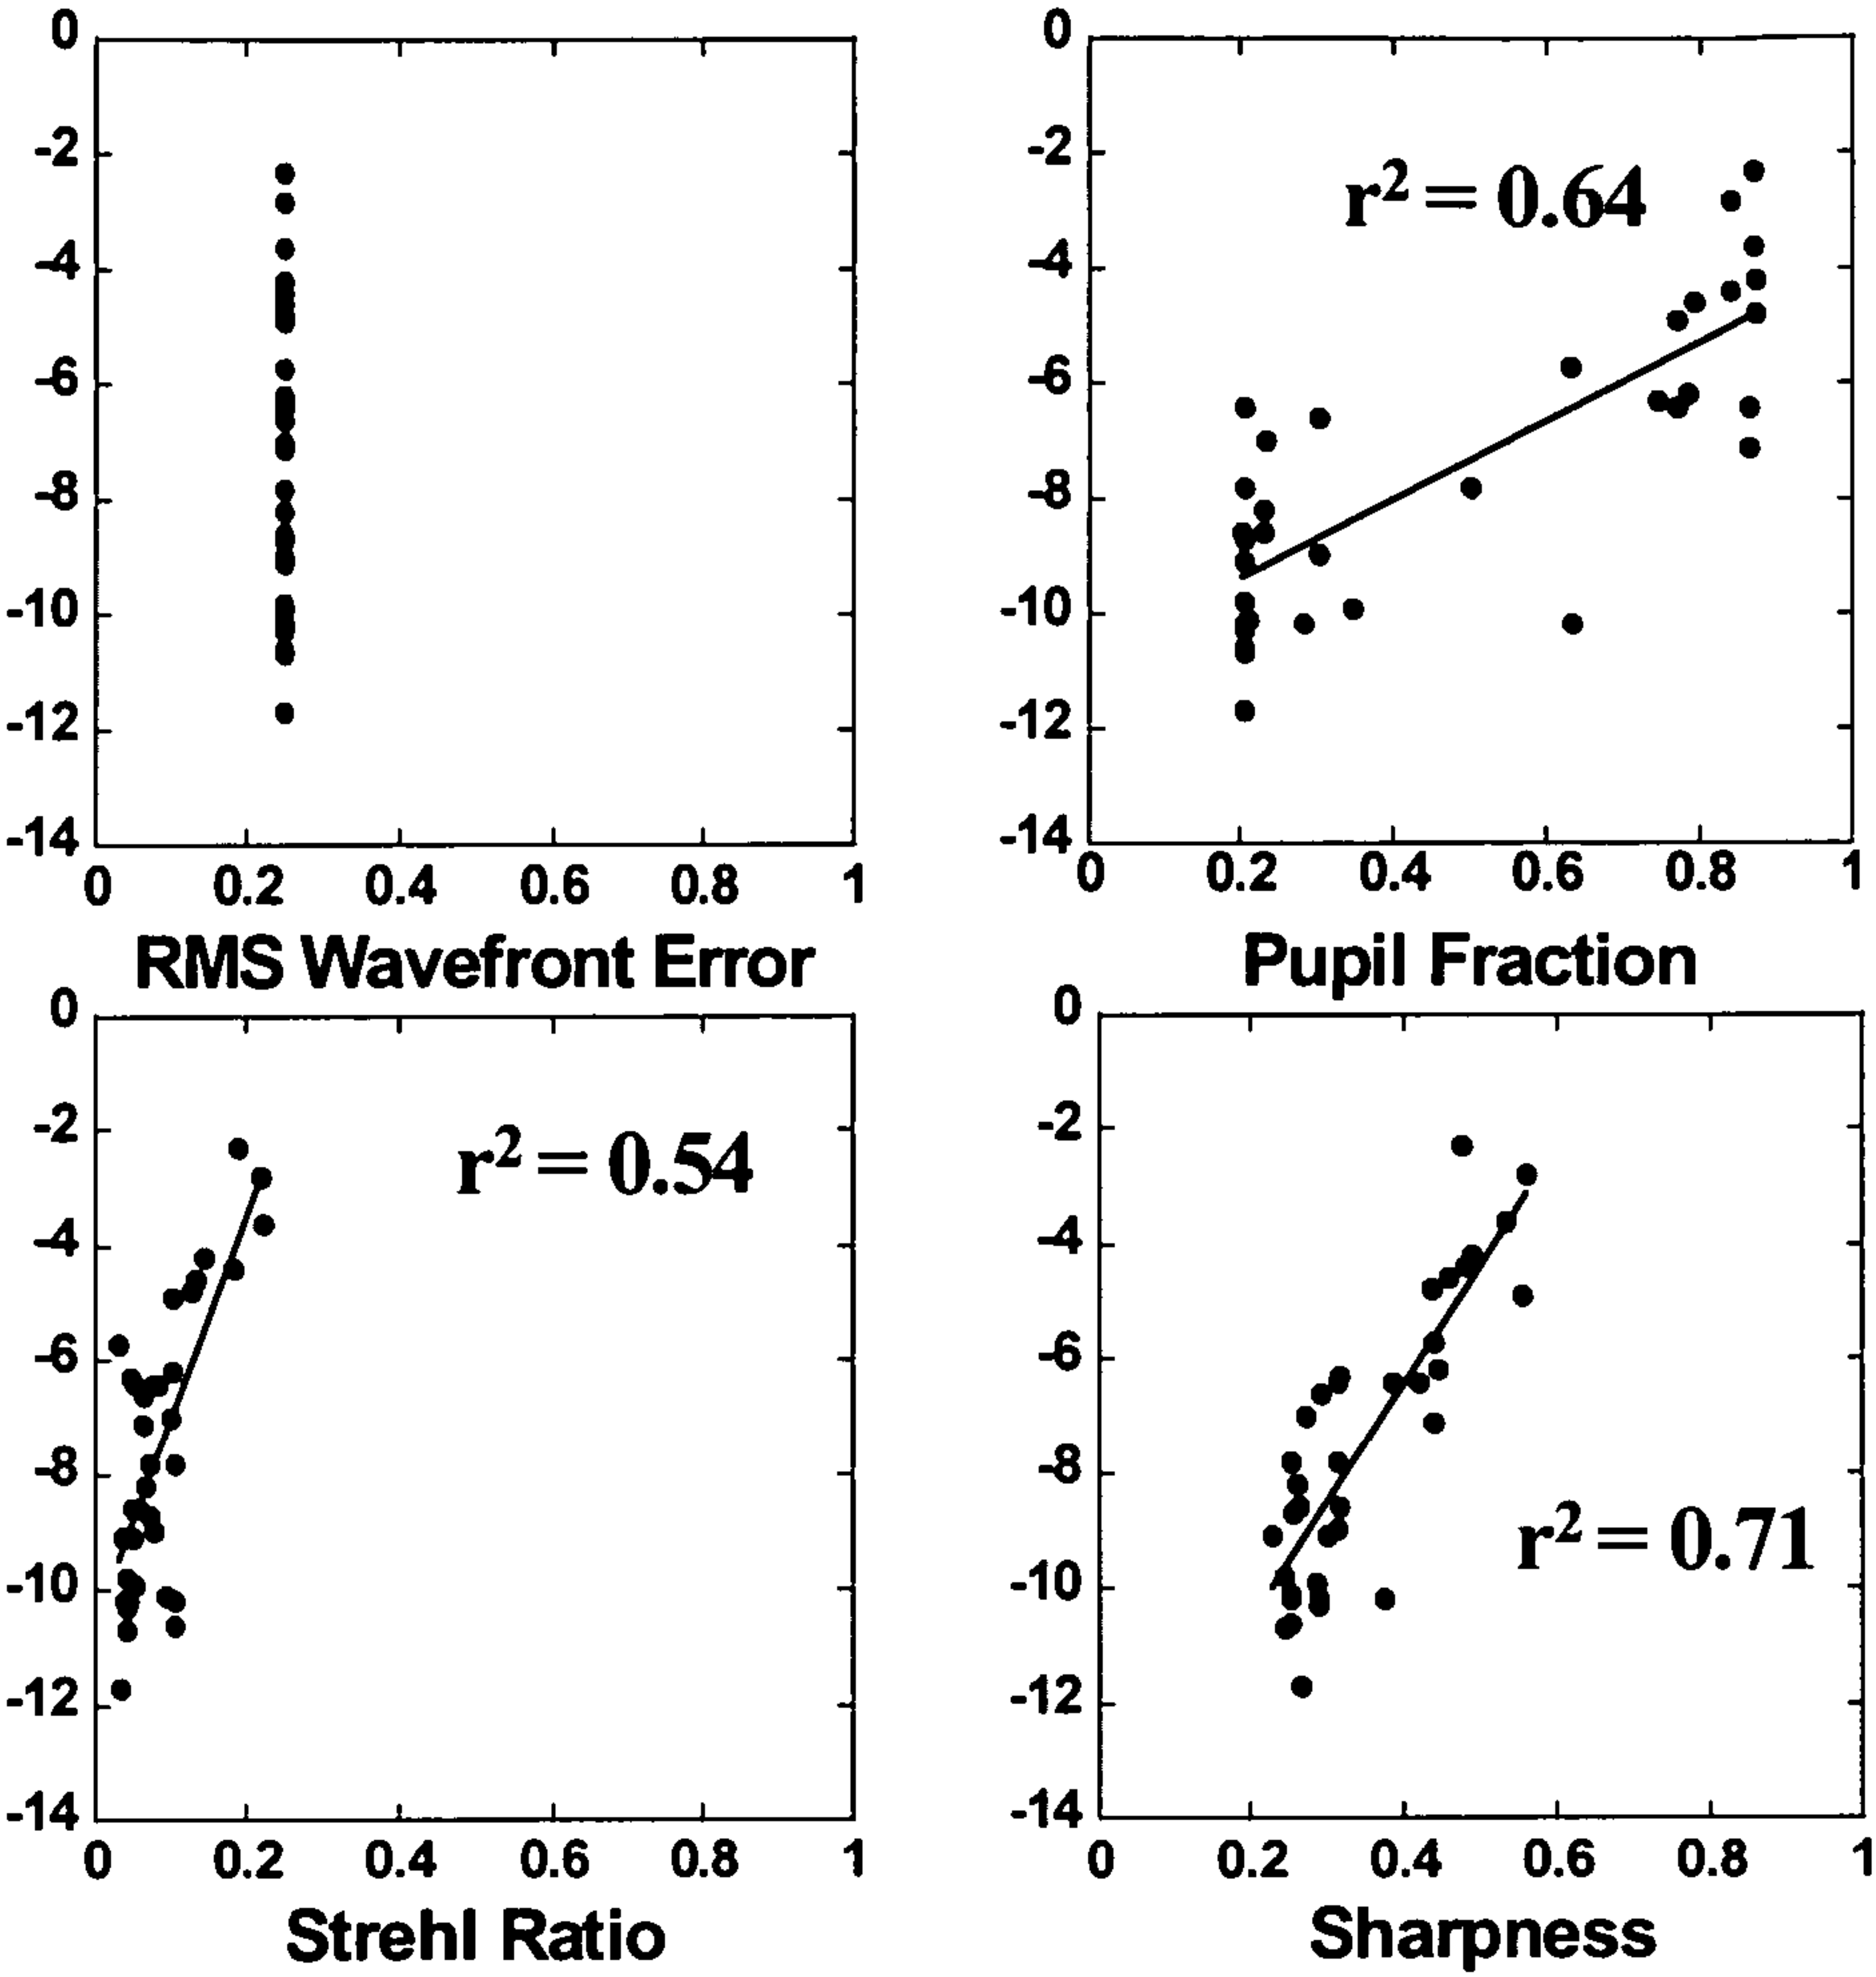 0
-2
-4
-6
-8
-10
-12
-14
0 0.2 0.4 0.6 0.8 1
RMS Wavefront Error
0
-2
-4
-6
-8
-10
-12
-14
r² = 0.64
0 0.2 0.4 0.6 0.8 1
Pupil Fraction
0
-2
-4
-6
-8
-10
-12
-14
r² = 0.54
0 0.2 0.4 0.6 0.8 1
Strehl Ratio
0
-2
-4
-6
-8
-10
-12
-14
r² = 0.71
0 0.2 0.4 0.6 0.8 1
Sharpness